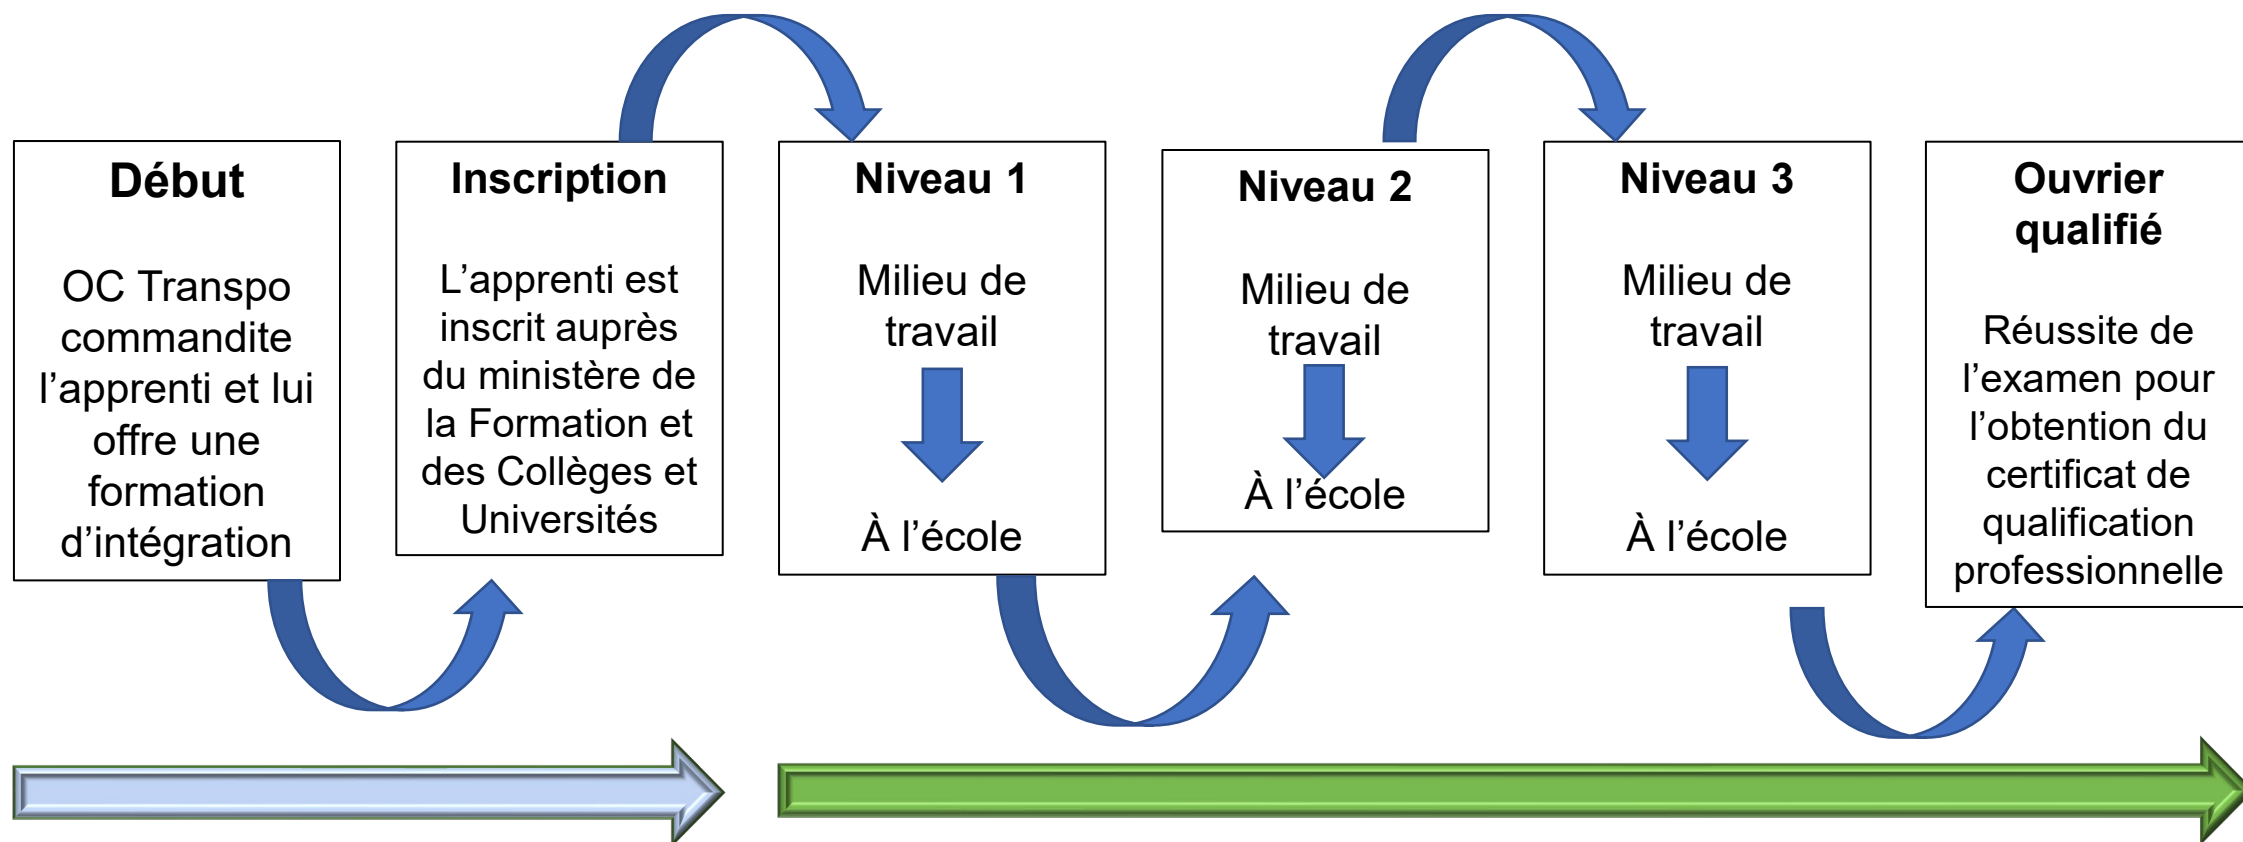 Début
OC Transpo
commandite
l’apprenti et lui
offre une
formation
d’intégration
Inscription
L’apprenti est
inscrit auprès
du ministère de
la Formation et
des Collèges et
Universités
Niveau 1
Milieu de
travail
À l’école
Niveau 2
Milieu de
travail
À l’école
Niveau 3
Milieu de
travail
À l’école
Ouvrier
qualifié
Réussite de
l’examen pour
l’obtention du
certificat de
qualification
professionnelle